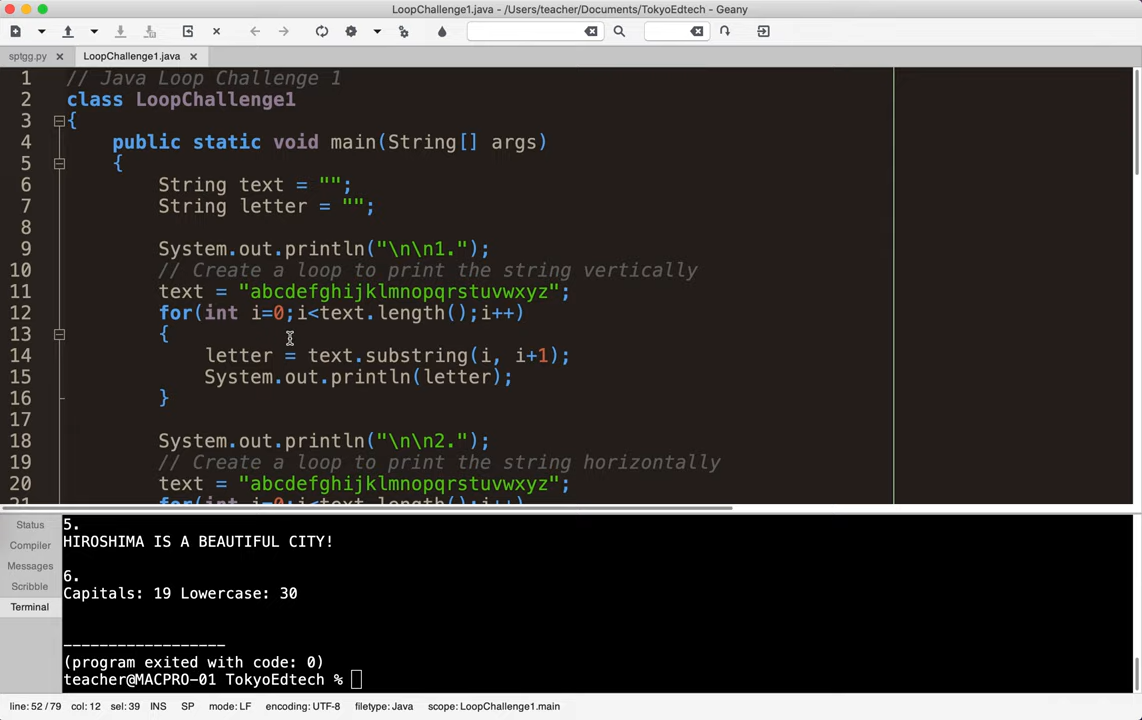 LoopChallenge1.java - /Users/teacher/Documents/TokyoEdtech - Geany
sptgg.py LoopChallenge1.java
1 // Java Loop Challenge 1
2 class LoopChallenge1
3 {
4 public static void main(String[] args)
5 {
6 String text = "";
7 String letter = "";
8
9 System.out.println("\n\n1.");
10 // Create a loop to print the string vertically
11 text = "abcdefghijklmnopqrstuvwxyz";
12 for(int i=0;i<text.length();i++)
13 {
14 letter = text.substring(i, i+1);
15 System.out.println(letter);
16 }
17
18 System.out.println("\n\n2.");
19 // Create a loop to print the string horizontally
20 text = "abcdefghijklmnopqrstuvwxyz";
21 for(int i=0;i<text.length();i++)
Status
Compiler
Messages
Scribble
Terminal
5.
HIROSHIMA IS A BEAUTIFUL CITY!
6.
Capitals: 19 Lowercase: 30
------------------
(program exited with code: 0)
teacher@MACPRO-01 TokyoEdtech %
line: 52 / 79 col: 12 sel: 39 INS SP mode: LF encoding: UTF-8 filetype: Java scope: LoopChallenge1.main